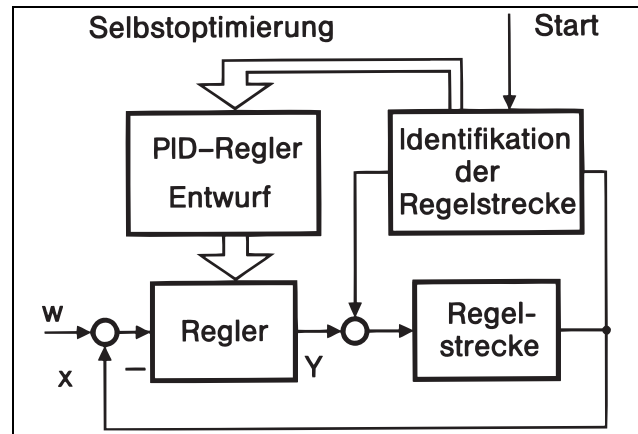 Selbstoptimierung
Start
PID–Regler
Entwurf
Identifikation
der
Regelstrecke
w
x
–
Regler
Y
Regel-
strecke